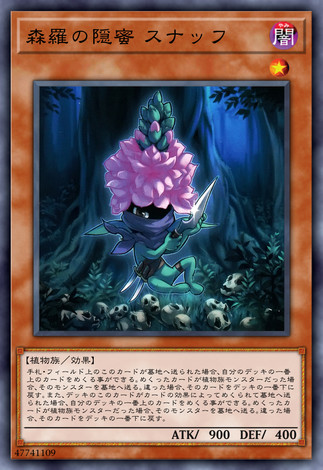 森羅の隠蜜 スナッフ
やみ
闇
【植物族／効果】
手札・フィールド上のこのカードが墓地へ送られた場合、自分のデッキの一番
上のカードをめくる事ができる。めくったカードが植物族モンスターだった場
合、そのモンスターを墓地へ送る。違った場合、そのカードをデッキの一番下に
戻す。また、デッキのこのカードがカードの効果によってめくられて墓地へ送ら
れた場合、自分のデッキの一番上のカードをめくる事ができる。めくったカード
が植物族モンスターだった場合、そのモンスターを墓地へ送る。違った場合、そ
のカードをデッキの一番下に戻す。
ATK/ 900 DEF/ 400
47741109